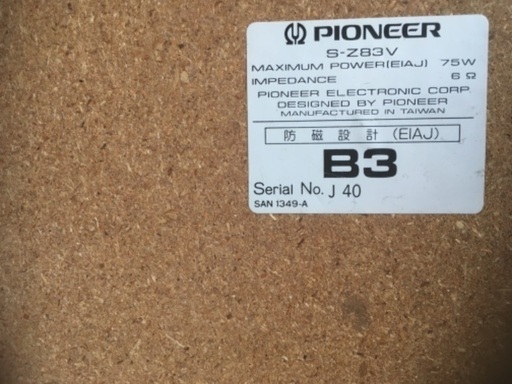 PIONEER
S-Z83V
MAXIMUM POWER(EIAJ) 75W
IMPEDANCE 6 Ω
PIONEER ELECTRONIC CORP.
DESIGNED BY PIONEER
MANUFACTURED IN TAIWAN
防磁設計(EIAJ)
B3
Serial No. J 40
SAN 1349-A